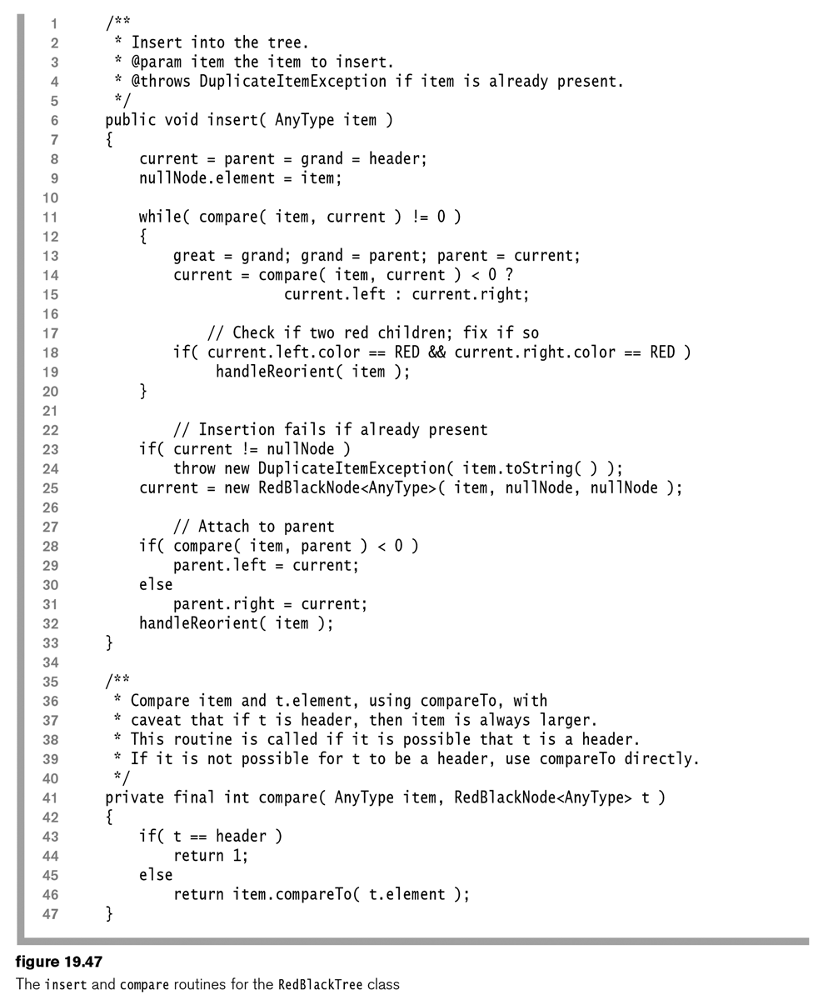 1 /**
2  * Insert into the tree.
3  * @param item the item to insert.
4  * @throws DuplicateItemException if item is already present.
5  */
6 public void insert( AnyType item )
7 {
8     current = parent = grand = header;
9     nullNode.element = item;
10
11     while( compare( item, current ) != 0 )
12     {
13         great = grand; grand = parent; parent = current;
14         current = compare( item, current ) < 0 ?
15                      current.left : current.right;
16
17             // Check if two red children; fix if so
18         if( current.left.color == RED && current.right.color == RED )
19              handleReorient( item );
20     }
21
22         // Insertion fails if already present
23     if( current != nullNode )
24         throw new DuplicateItemException( item.toString( ) );
25     current = new RedBlackNode<AnyType>( item, nullNode, nullNode );
26
27         // Attach to parent
28     if( compare( item, parent ) < 0 )
29         parent.left = current;
30     else
31         parent.right = current;
32     handleReorient( item );
33 }
34
35 /**
36  * Compare item and t.element, using compareTo, with
37  * caveat that if t is header, then item is always larger.
38  * This routine is called if it is possible that t is a header.
39  * If it is not possible for t to be a header, use compareTo directly.
40  */
41 private final int compare( AnyType item, RedBlackNode<AnyType> t )
42 {
43     if( t == header )
44         return 1;
45     else
46         return item.compareTo( t.element );
47 }
figure 19.47
The insert and compare routines for the RedBlackTree class